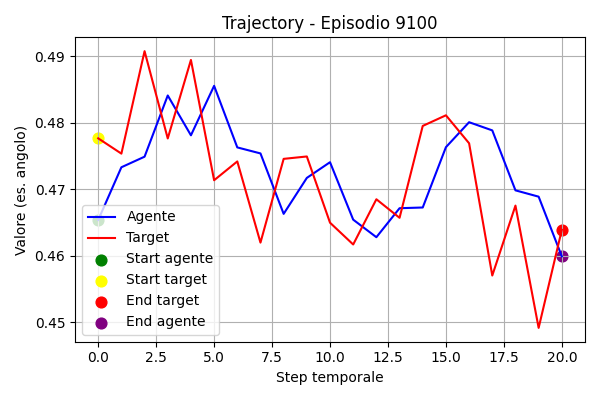 Trajectory - Episodio 9100
Valore (es. angolo)
0.49
0.48
0.47
0.46
0.45
Agente
Target
Start agente
Start target
End target
End agente
0.0 2.5 5.0 7.5 10.0 12.5 15.0 17.5 20.0
Step temporale